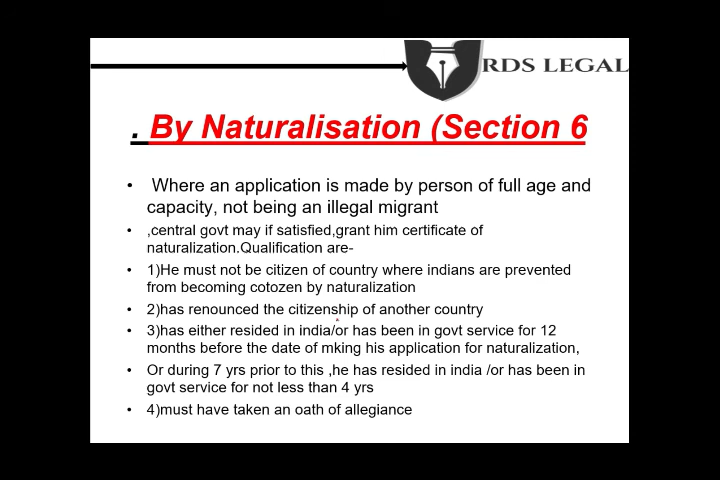 RDS LEGAL
. By Naturalisation (Section 6
• Where an application is made by person of full age and
capacity, not being an illegal migrant
• ,central govt may if satisfied,grant him certificate of
naturalization.Qualification are-
• 1)He must not be citizen of country where indians are prevented
from becoming cotozen by naturalization
• 2)has renounced the citizenship of another country
• 3)has either resided in india/or has been in govt service for 12
months before the date of mking his application for naturalization,
• Or during 7 yrs prior to this ,he has resided in india /or has been in
govt service for not less than 4 yrs
• 4)must have taken an oath of allegiance